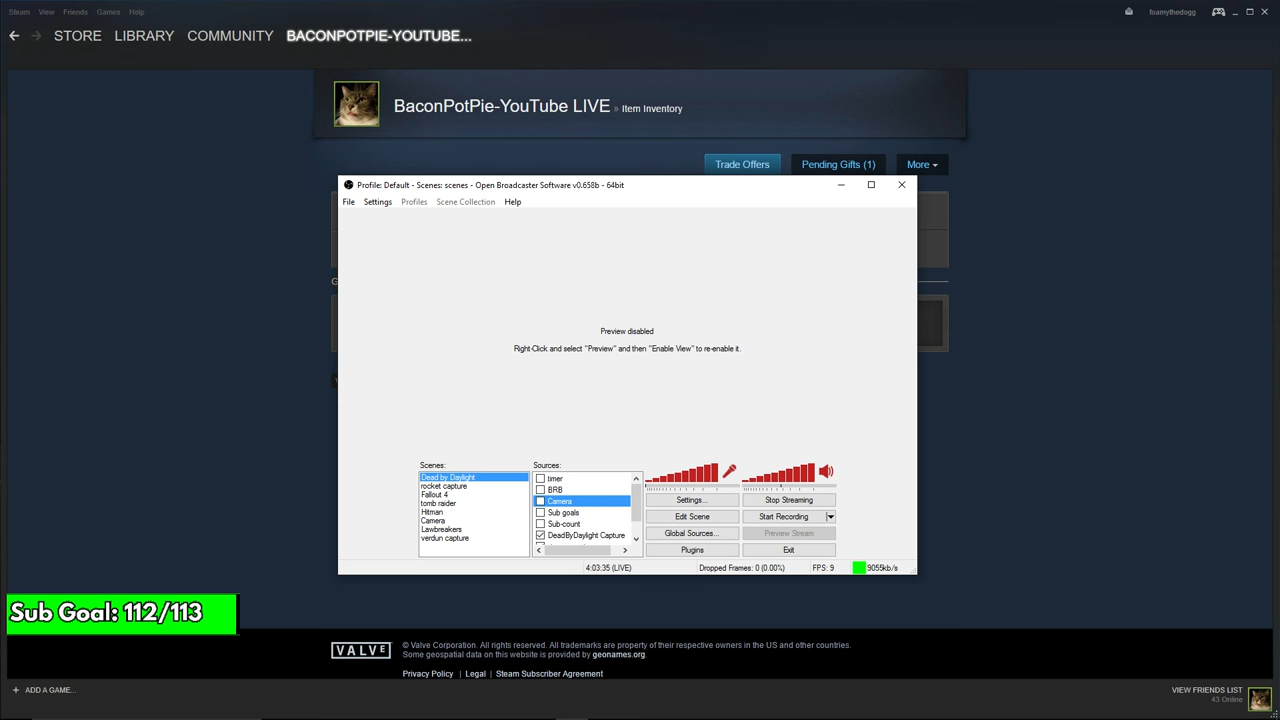 Steam View Friends Games Help
foamythedogg
STORE LIBRARY COMMUNITY BACONPOTPIE-YOUTUBE...
BaconPotPie-YouTube LIVE » Item Inventory
Trade Offers Pending Gifts (1) More
Profile: Default - Scenes: scenes - Open Broadcaster Software v0.658b - 64bit
File Settings Profiles Scene Collection Help
G
Preview disabled
Right-Click and select "Preview" and then "Enable View" to re-enable it.
Scenes:
Dead by Daylight
rocket capture
Fallout 4
tomb raider
Hitman
Camera
Lawbreakers
verdun capture
Sources:
timer
BRB
Camera
Sub goals
Sub-count
DeadByDaylight Capture
Settings... Stop Streaming
Edit Scene Start Recording
Global Sources... Preview Stream
Plugins Exit
4:03:35 (LIVE) Dropped Frames: 0 (0.00%) FPS: 9 9055kb/s
Sub Goal: 112/113
VALVE
© Valve Corporation. All rights reserved. All trademarks are property of their respective owners in the US and other countries.
Some geospatial data on this website is provided by geonames.org.
Privacy Policy | Legal | Steam Subscriber Agreement
+ ADD A GAME...
VIEW FRIENDS LIST
43 Online